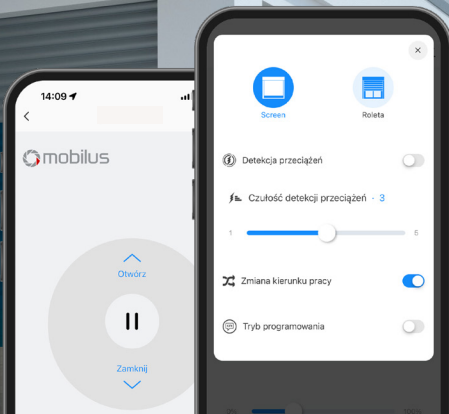 14:09
mobilus
Otwórz
Zamknij
×
Screen
Roleta
Detekcja przeciążeń
Czułość detekcji przeciążeń · 3
1
6
Zmiana kierunku pracy
Tryb programowania